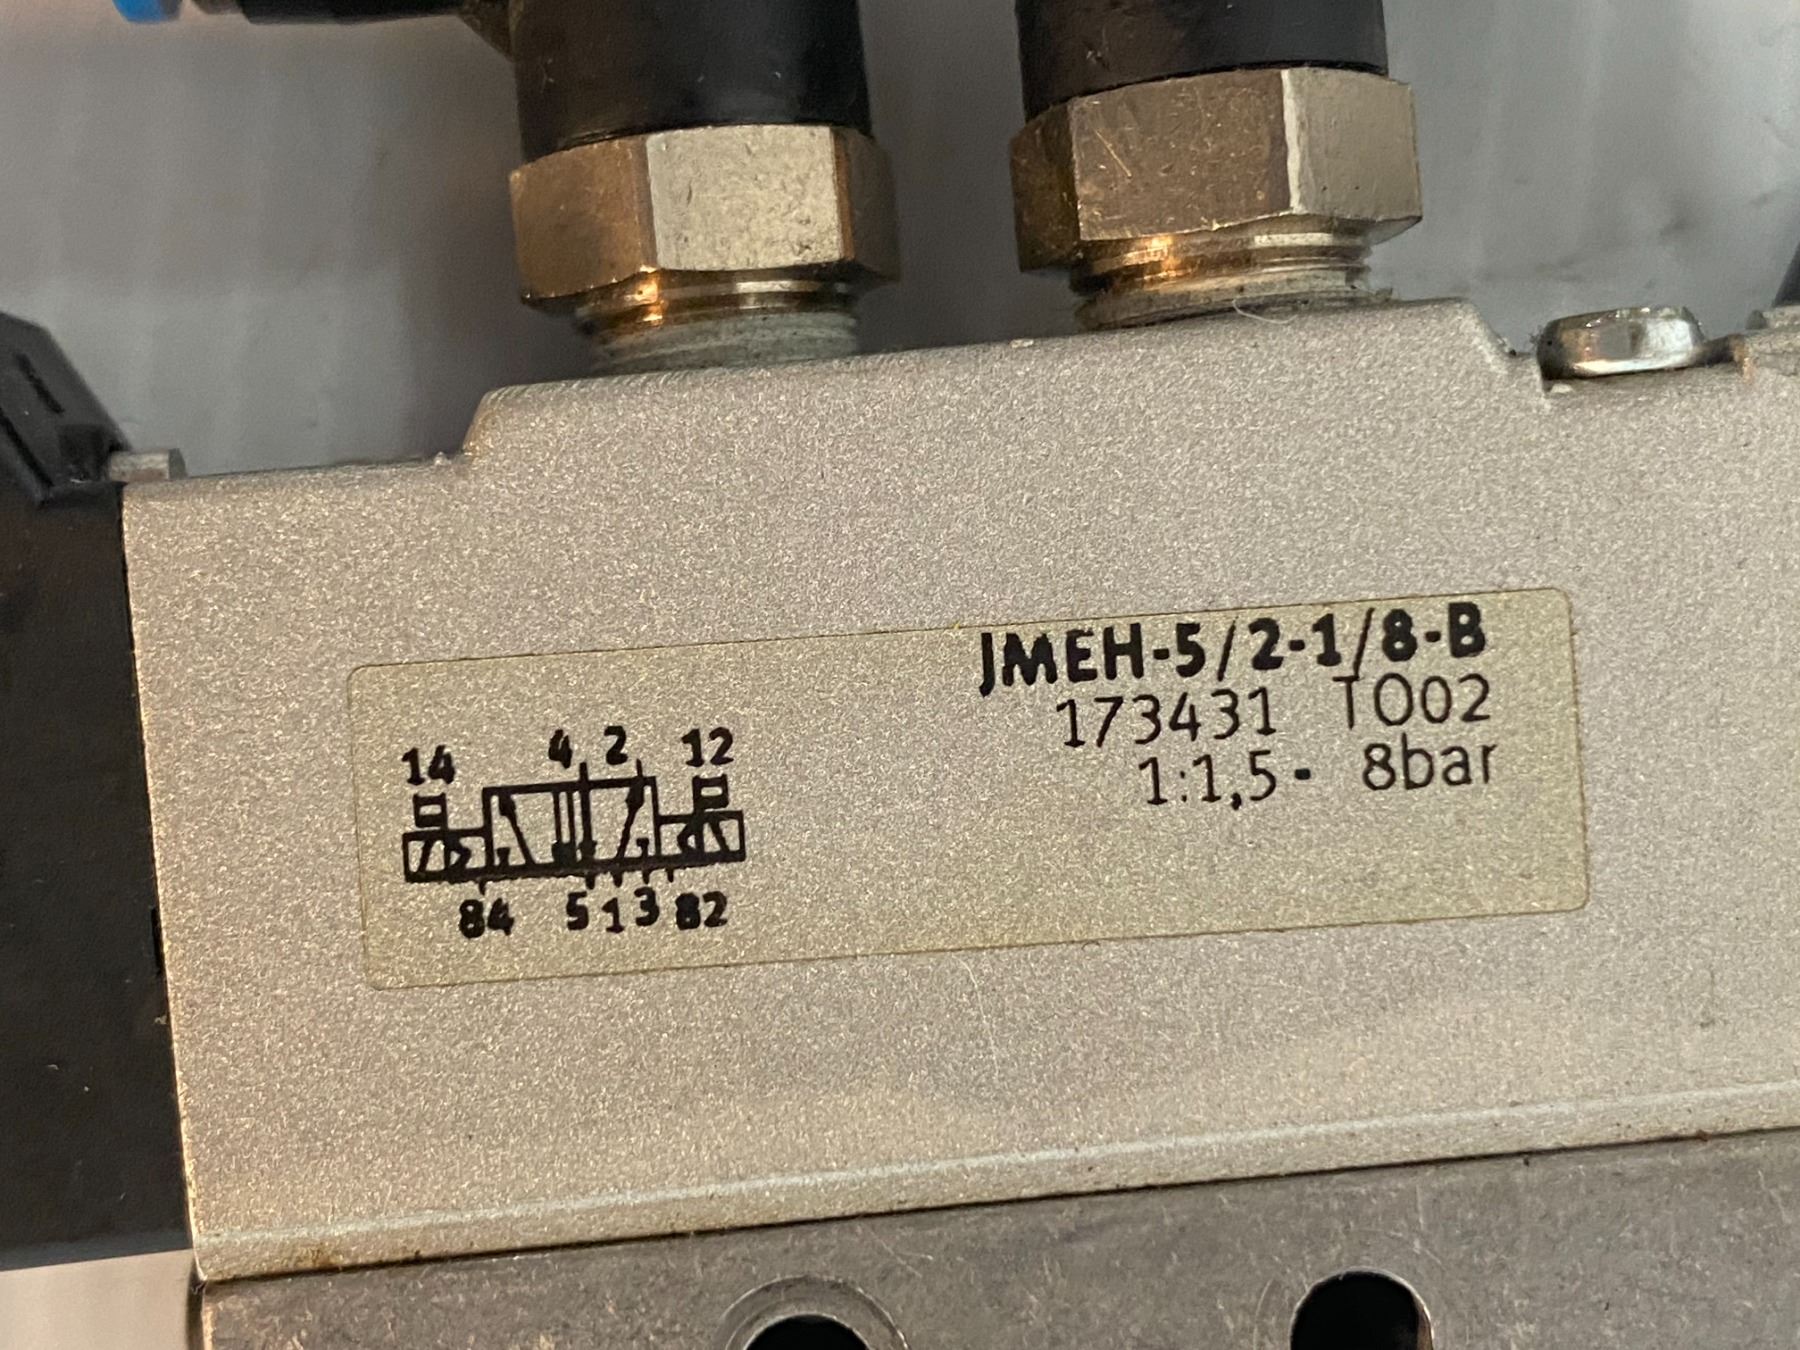 JMEH-5/2-1/8-B
173431 TO02
1:1,5- 8bar
14 4 2 12
84 5 1 3 82